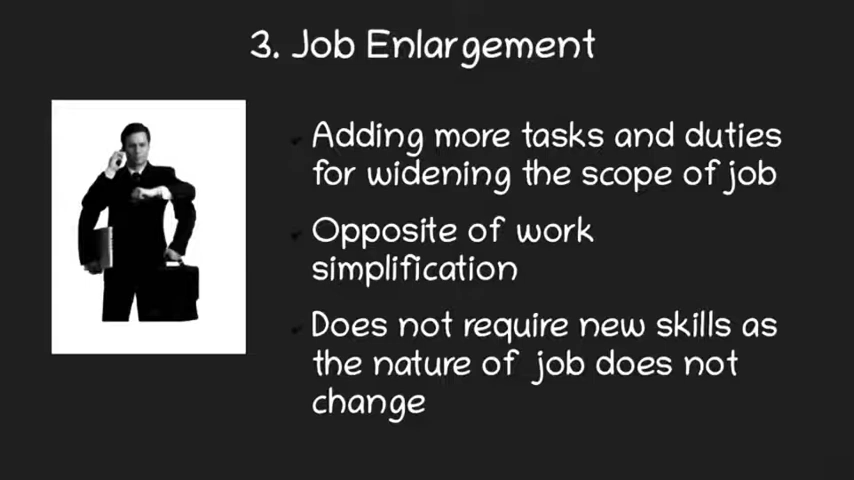 3. Job Enlargement
Adding more tasks and duties
for widening the scope of job
Opposite of work
simplification
Does not require new skills as
the nature of job does not
change